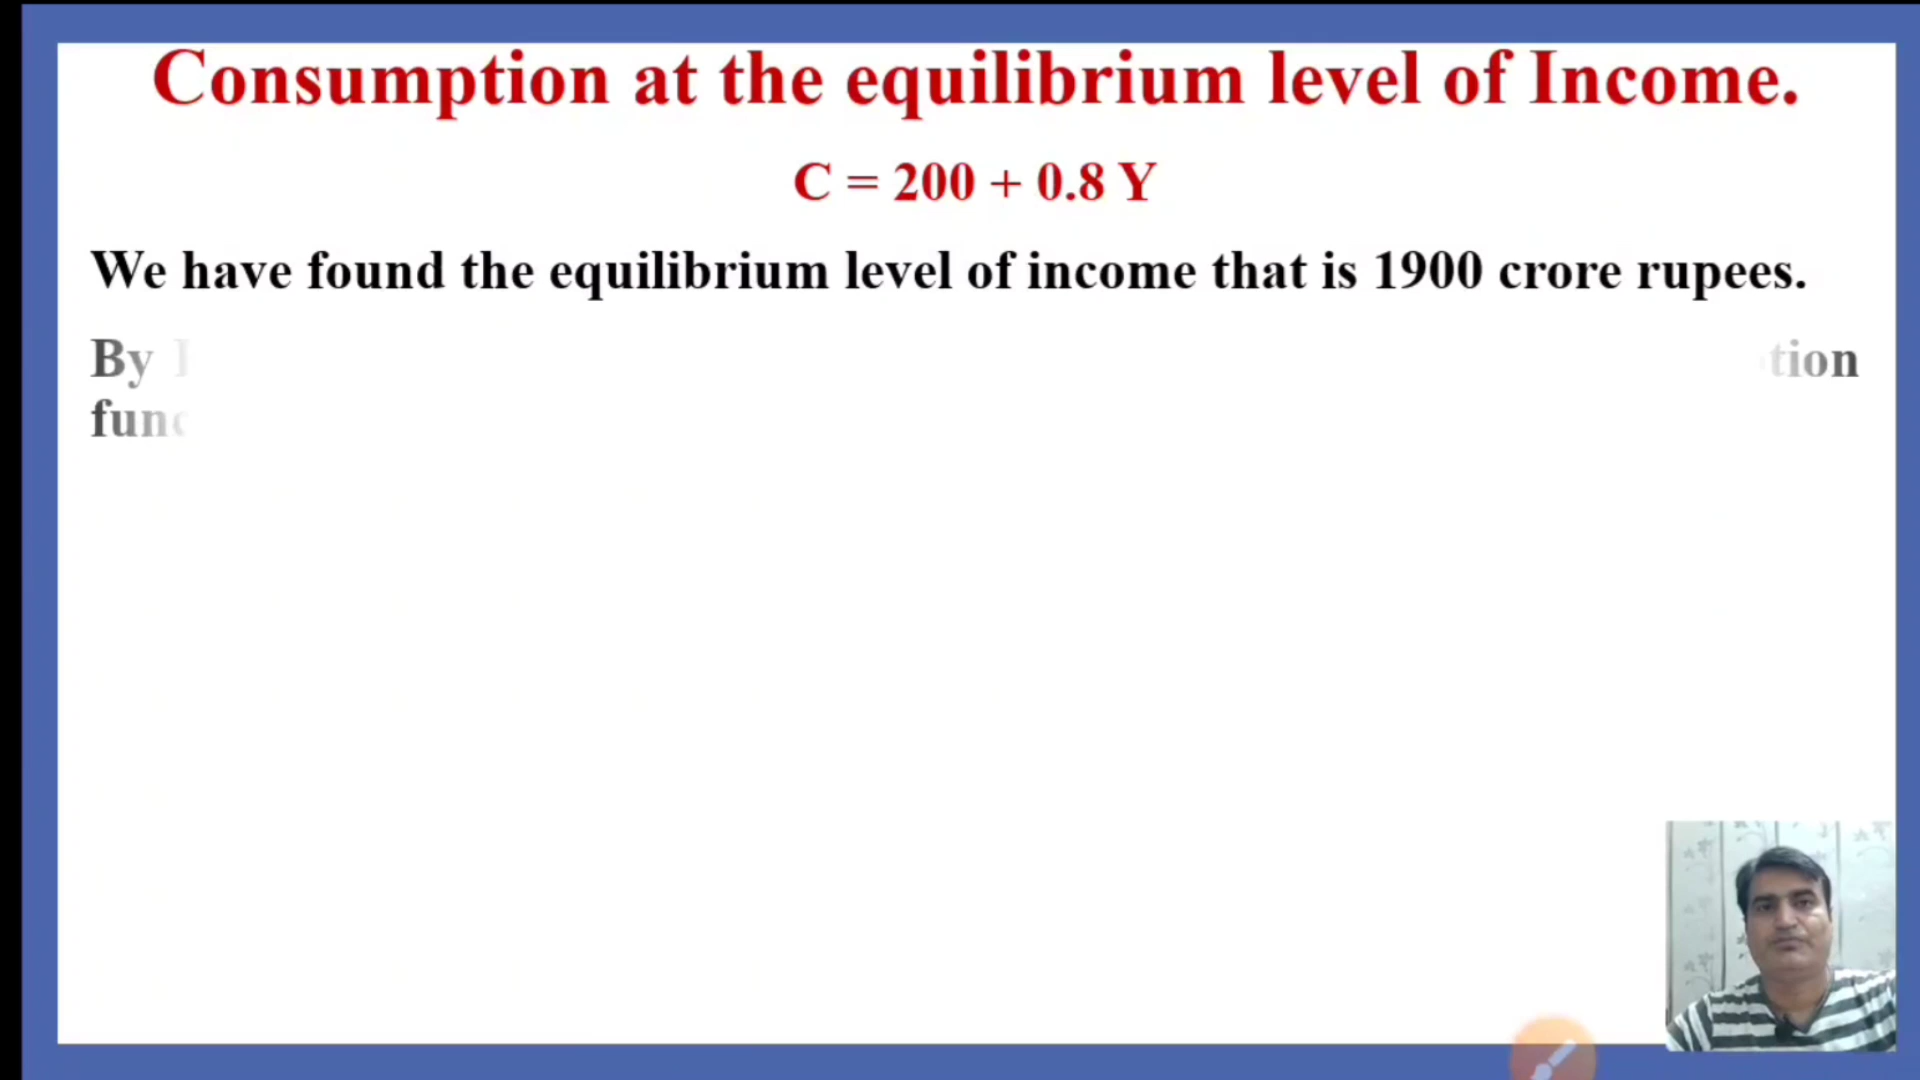 Consumption at the equilibrium level of Income.
C = 200 + 0.8 Y
We have found the equilibrium level of income that is 1900 crore rupees.
By